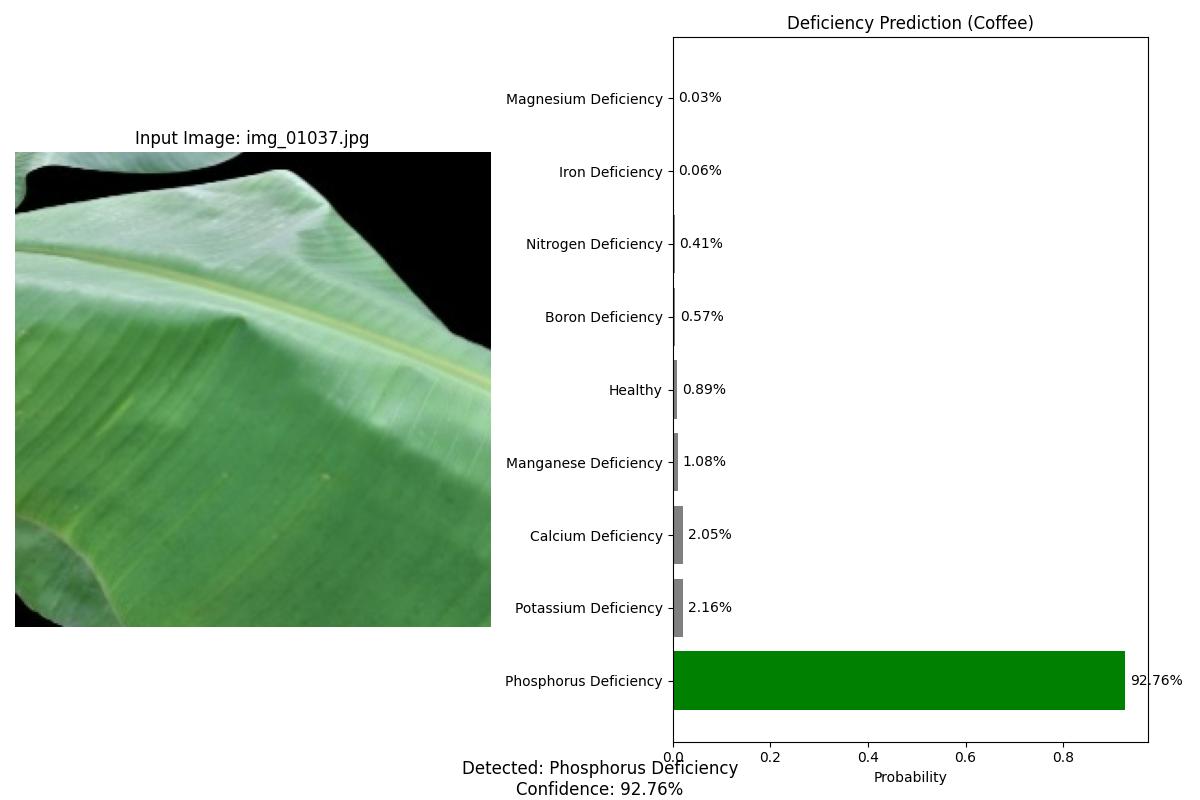 Deficiency Prediction (Coffee)
Input Image: img_01037.jpg
Magnesium Deficiency 0.03%
Iron Deficiency 0.06%
Nitrogen Deficiency 0.41%
Boron Deficiency 0.57%
Healthy 0.89%
Manganese Deficiency 1.08%
Calcium Deficiency 2.05%
Potassium Deficiency 2.16%
Phosphorus Deficiency 92.76%
0.0 0.2 0.4 0.6 0.8
Probability
Detected: Phosphorus Deficiency
Confidence: 92.76%